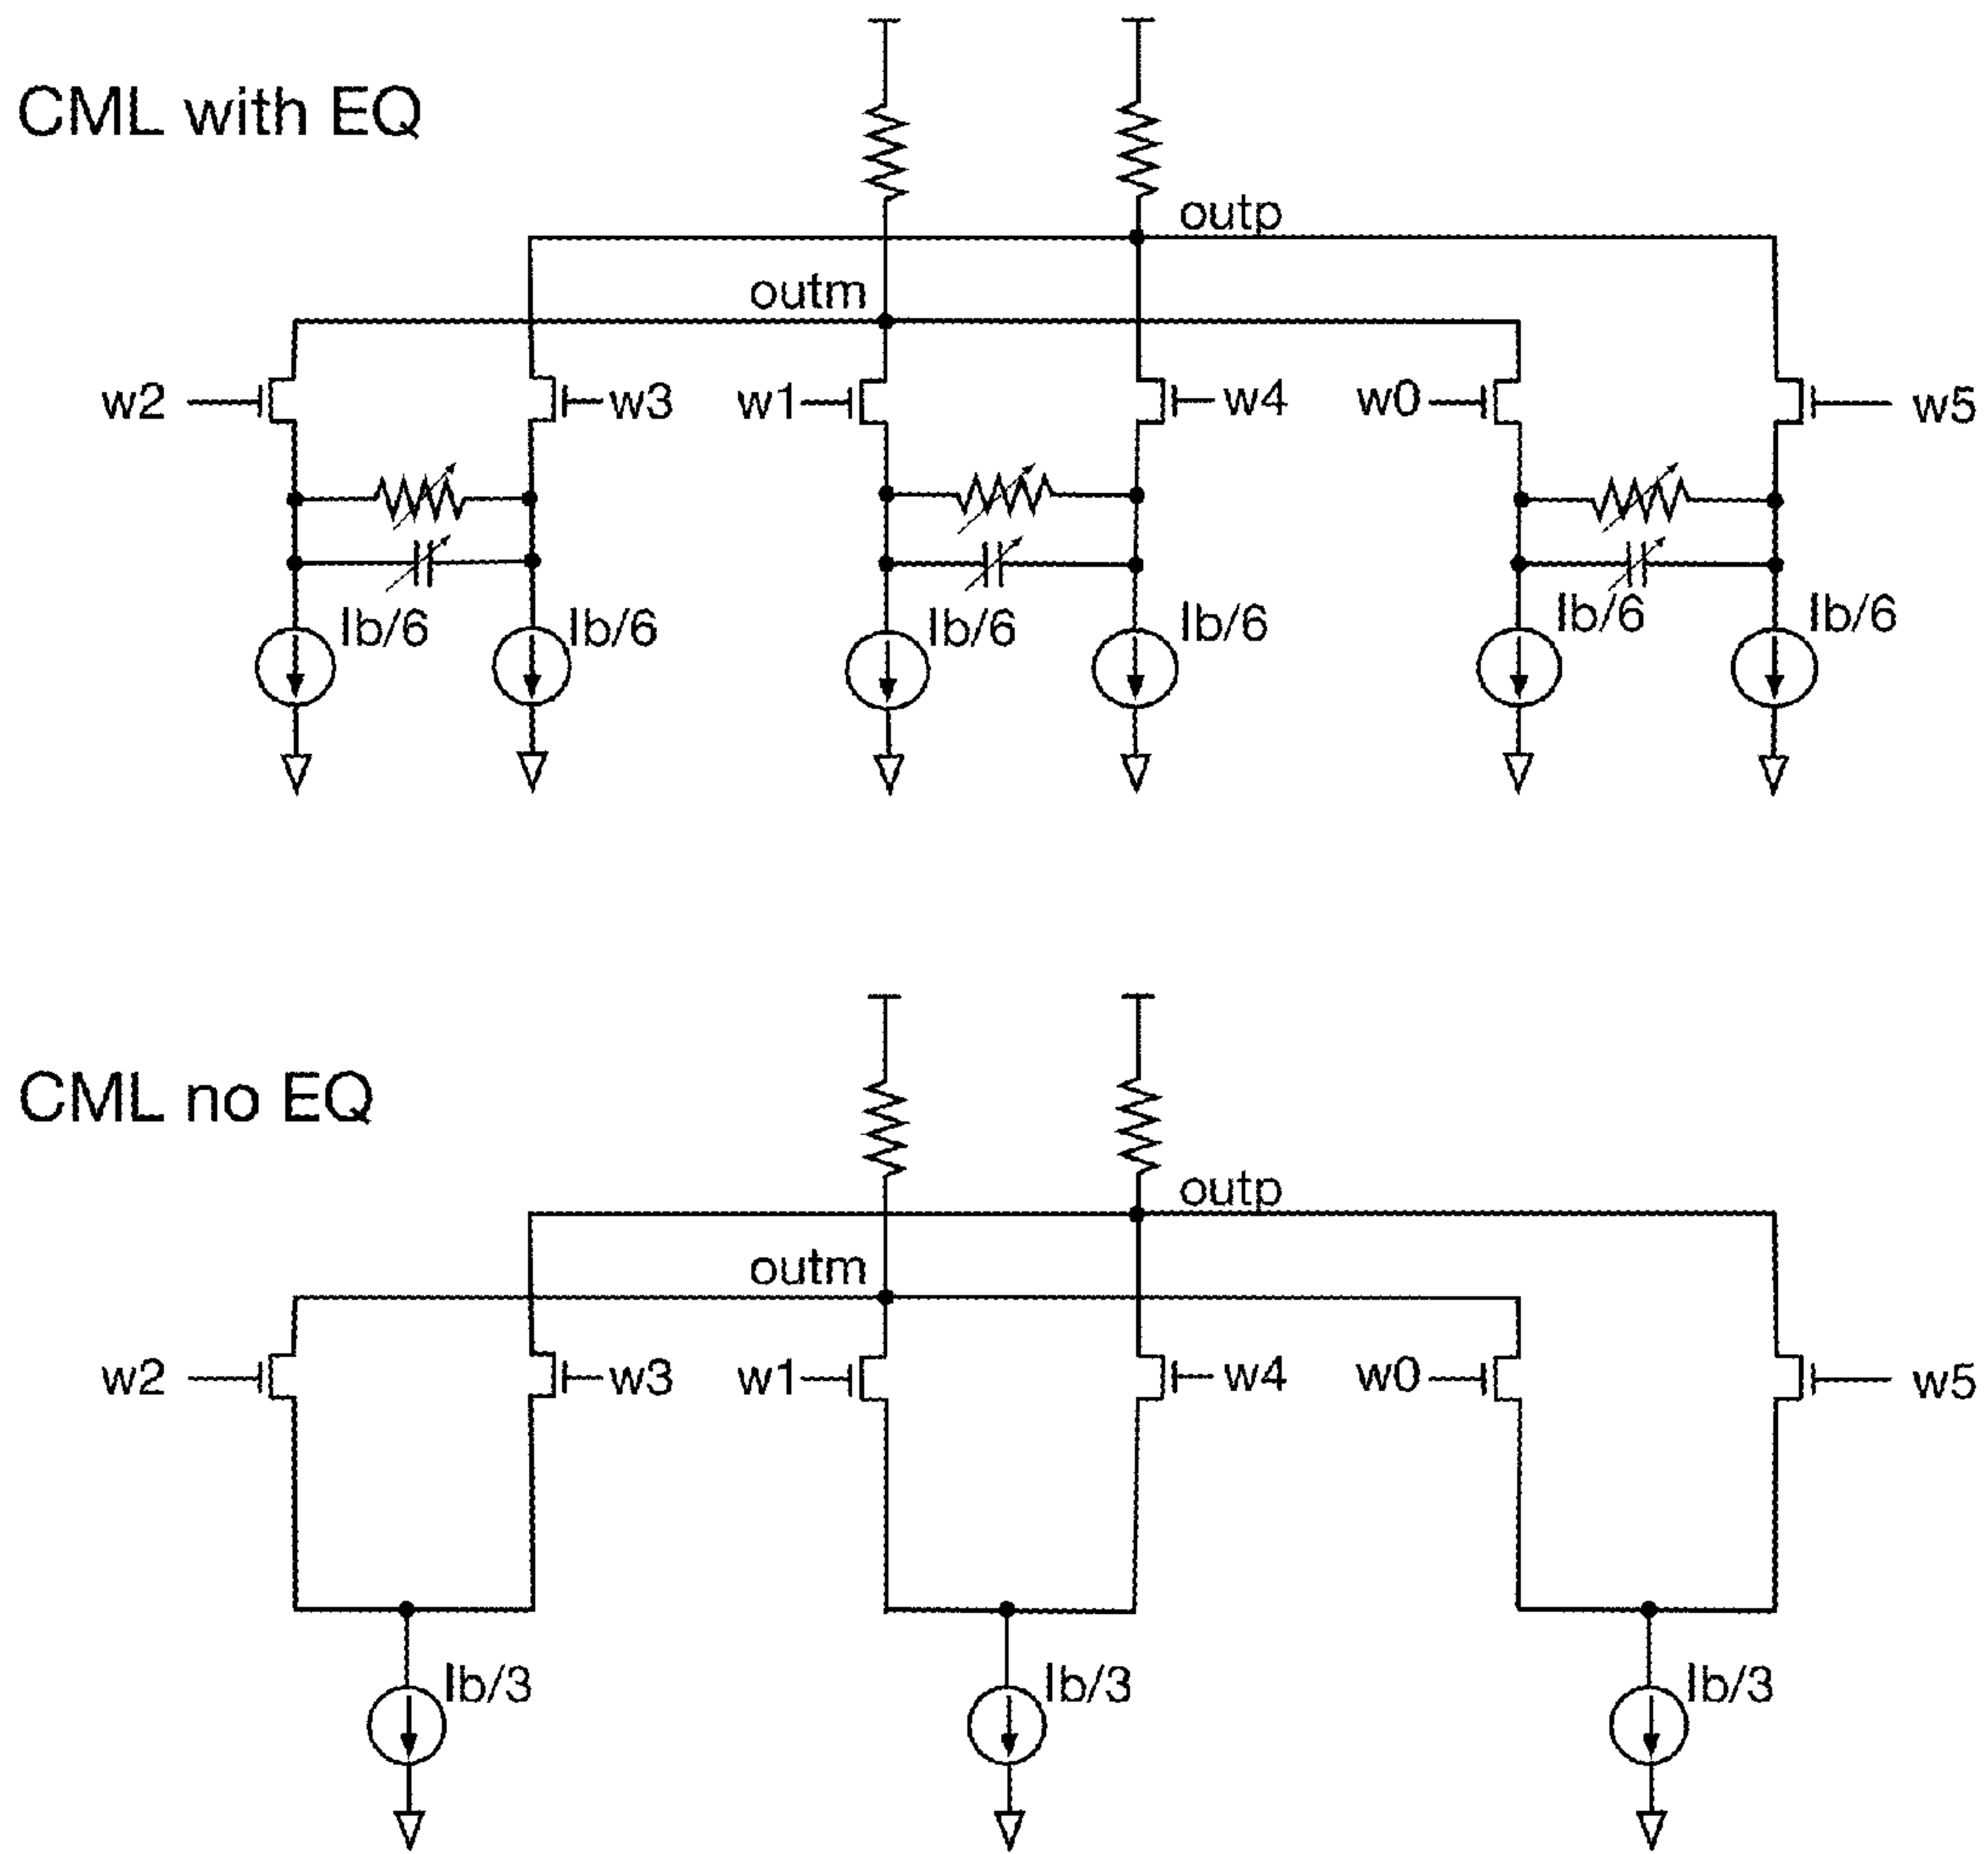 CML with EQ
outp
outm
w2
w3
w1
w4
w0
w5
Ib/6
Ib/6
Ib/6
Ib/6
Ib/6
Ib/6
CML no EQ
outp
outm
w2
w3
w1
w4
w0
w5
Ib/3
Ib/3
Ib/3